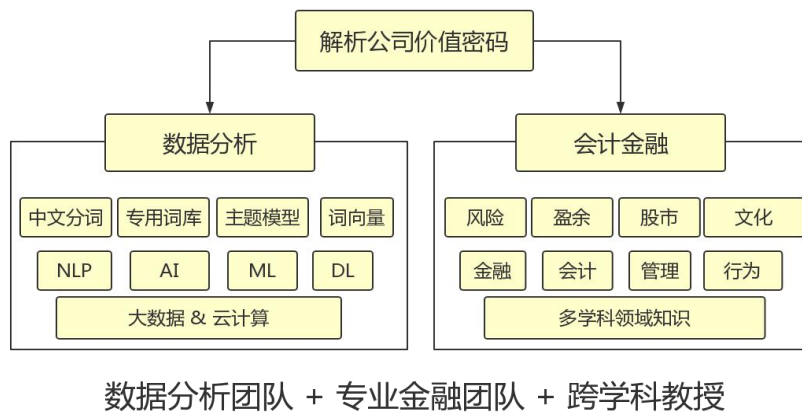 解析公司价值密码
数据分析
会计金融
中文分词 专用词库 主题模型 词向量
NLP AI ML DL
大数据 & 云计算
风险 盈余 股市 文化
金融 会计 管理 行为
多学科领域知识
数据分析团队 + 专业金融团队 + 跨学科教授